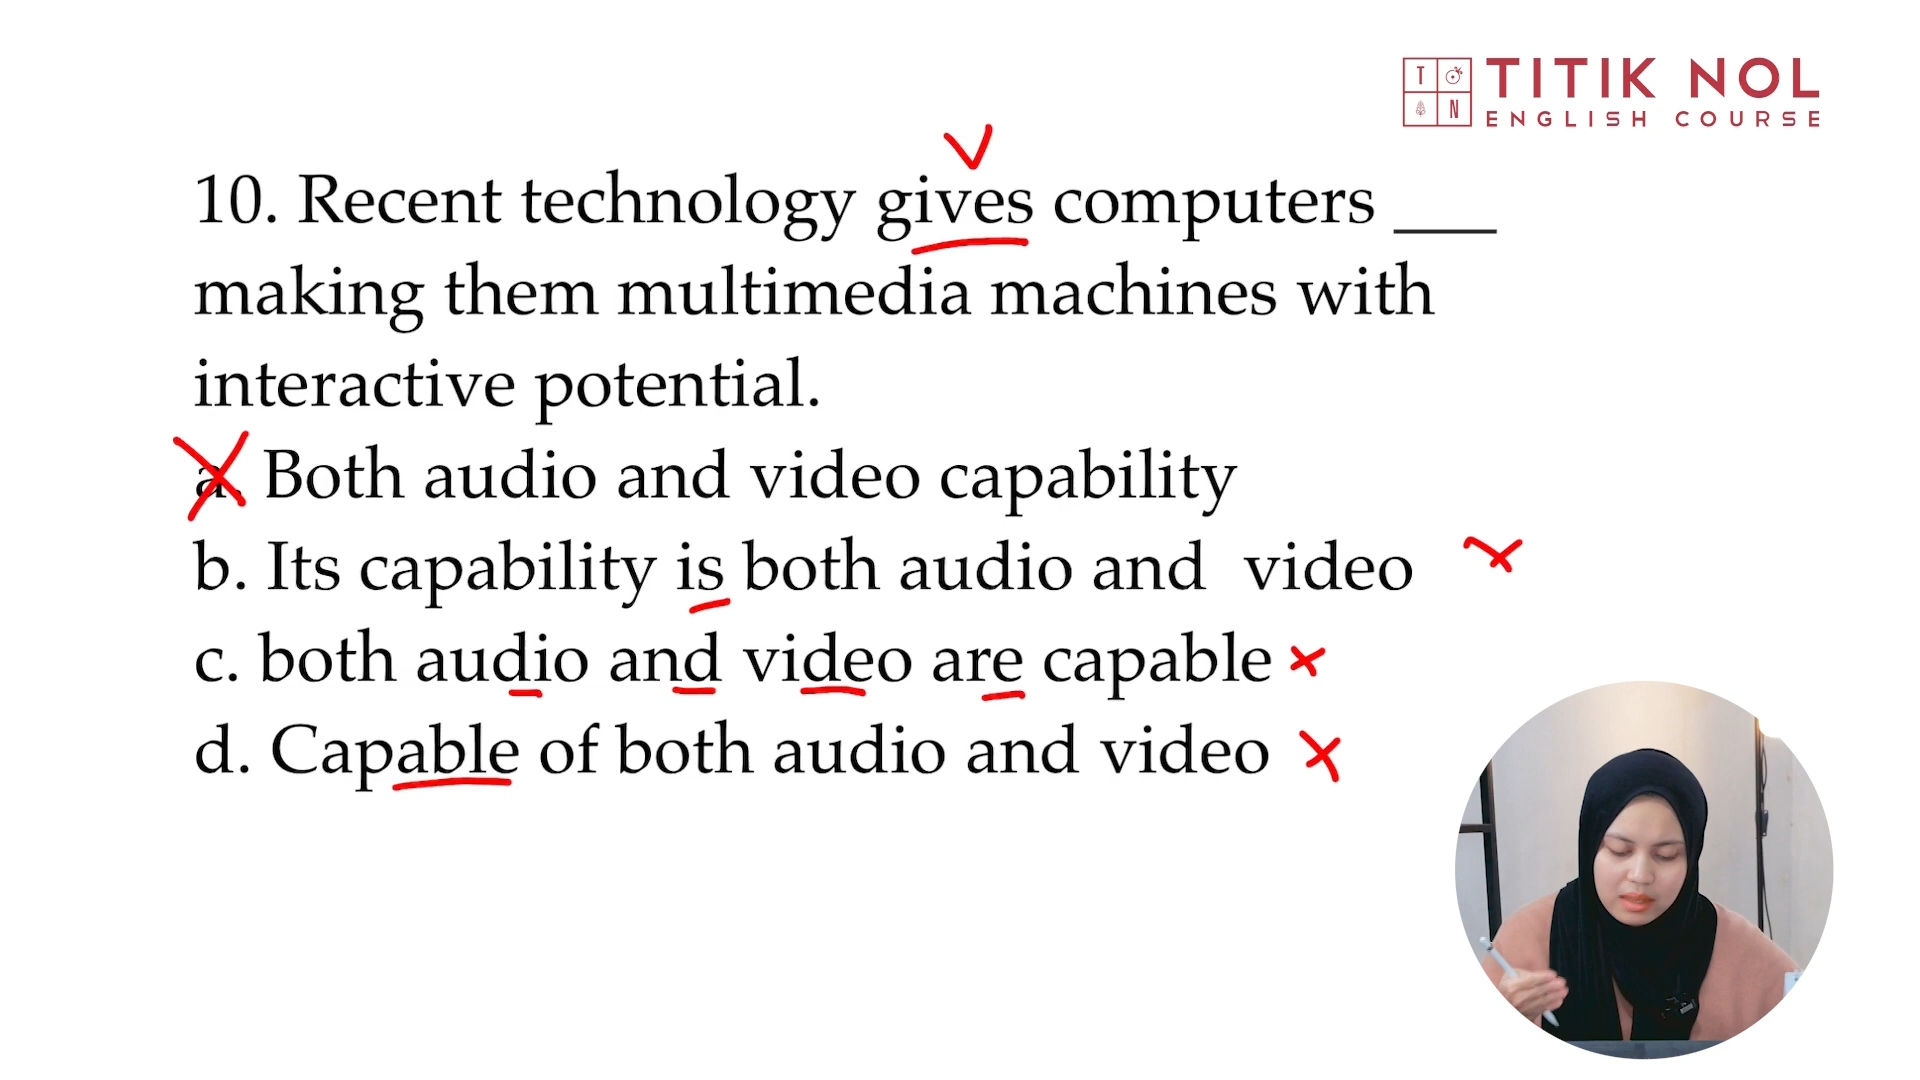 TITIK NOL
ENGLISH COURSE
T
N
V
10. Recent technology gives computers ___
making them multimedia machines with
interactive potential.
a. Both audio and video capability
b. Its capability is both audio and video
c. both audio and video are capable
d. Capable of both audio and video